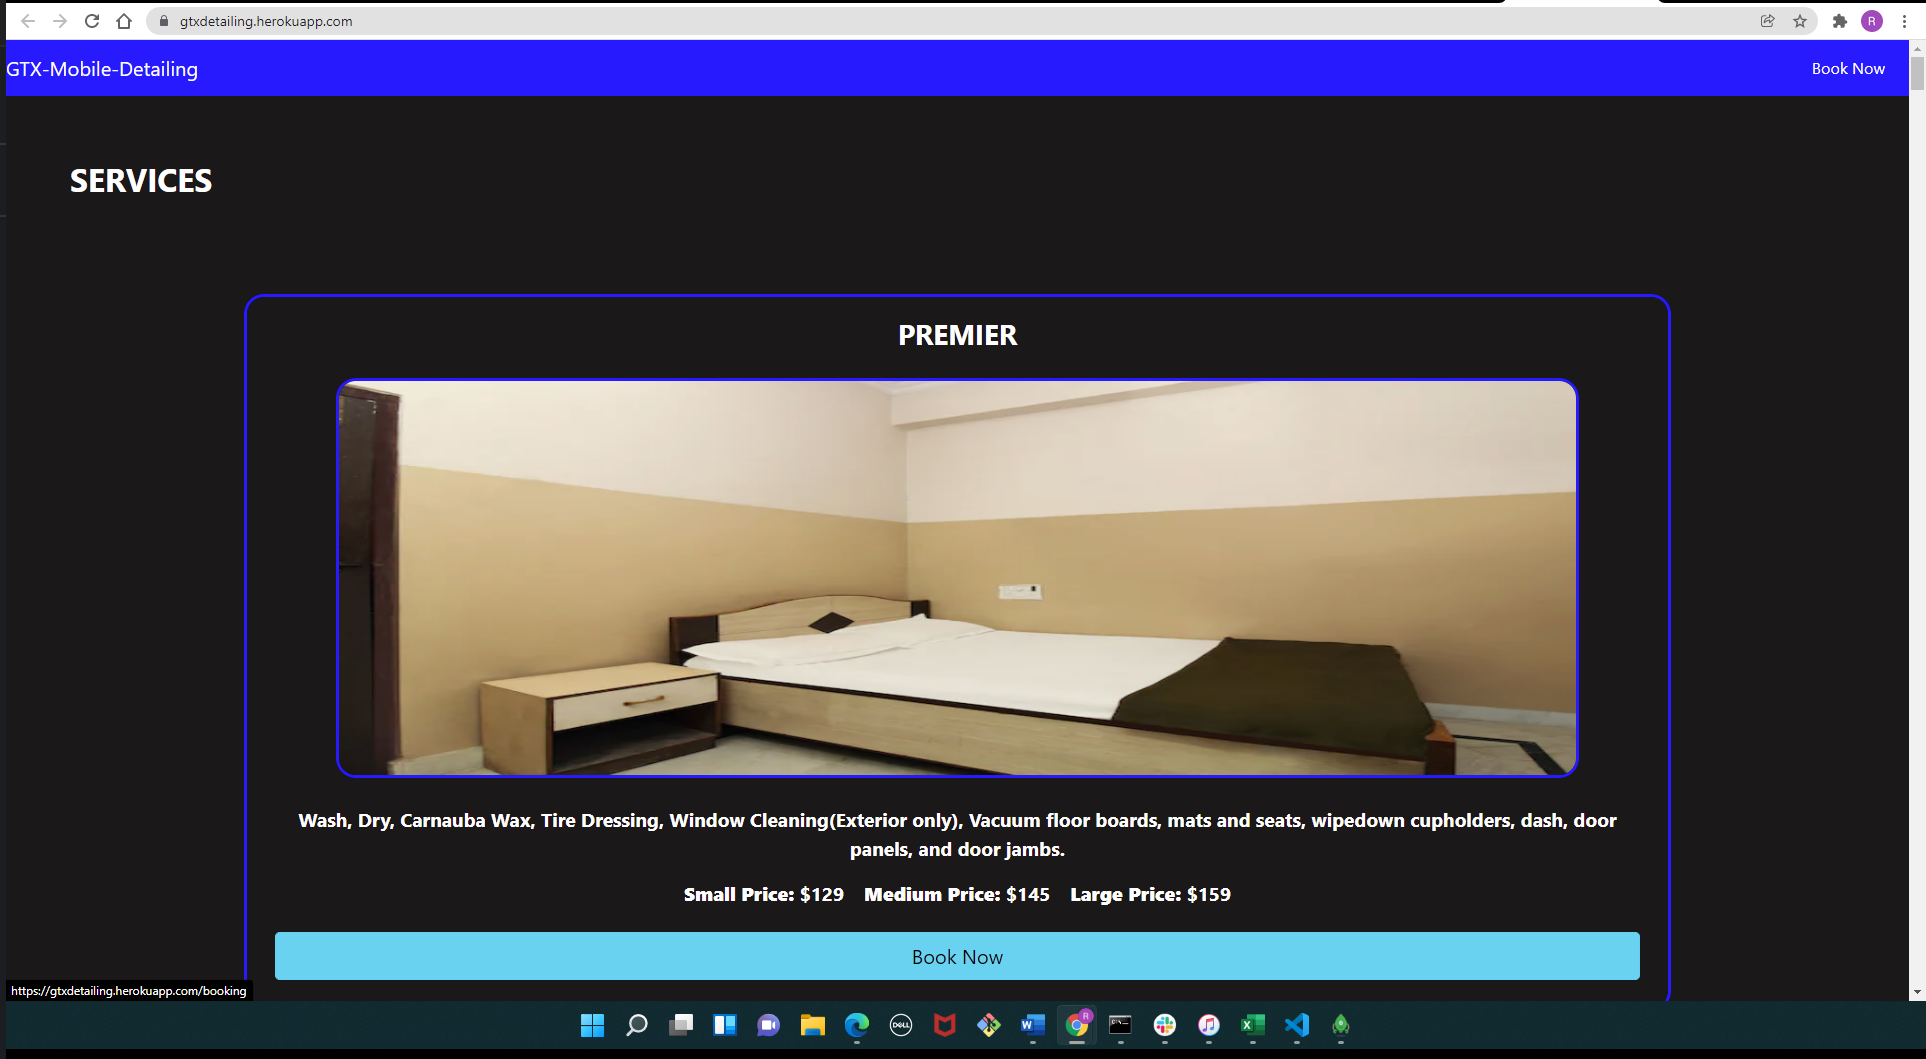 gtxdetailing.herokuapp.com
R
GTX-Mobile-Detailing
Book Now
SERVICES
PREMIER
Wash, Dry, Carnauba Wax, Tire Dressing, Window Cleaning(Exterior only), Vacuum floor boards, mats and seats, wipedown cupholders, dash, door
panels, and door jambs.
Small Price: $129 Medium Price: $145 Large Price: $159
Book Now
https://gtxdetailing.herokuapp.com/booking
DELL
W
R
X